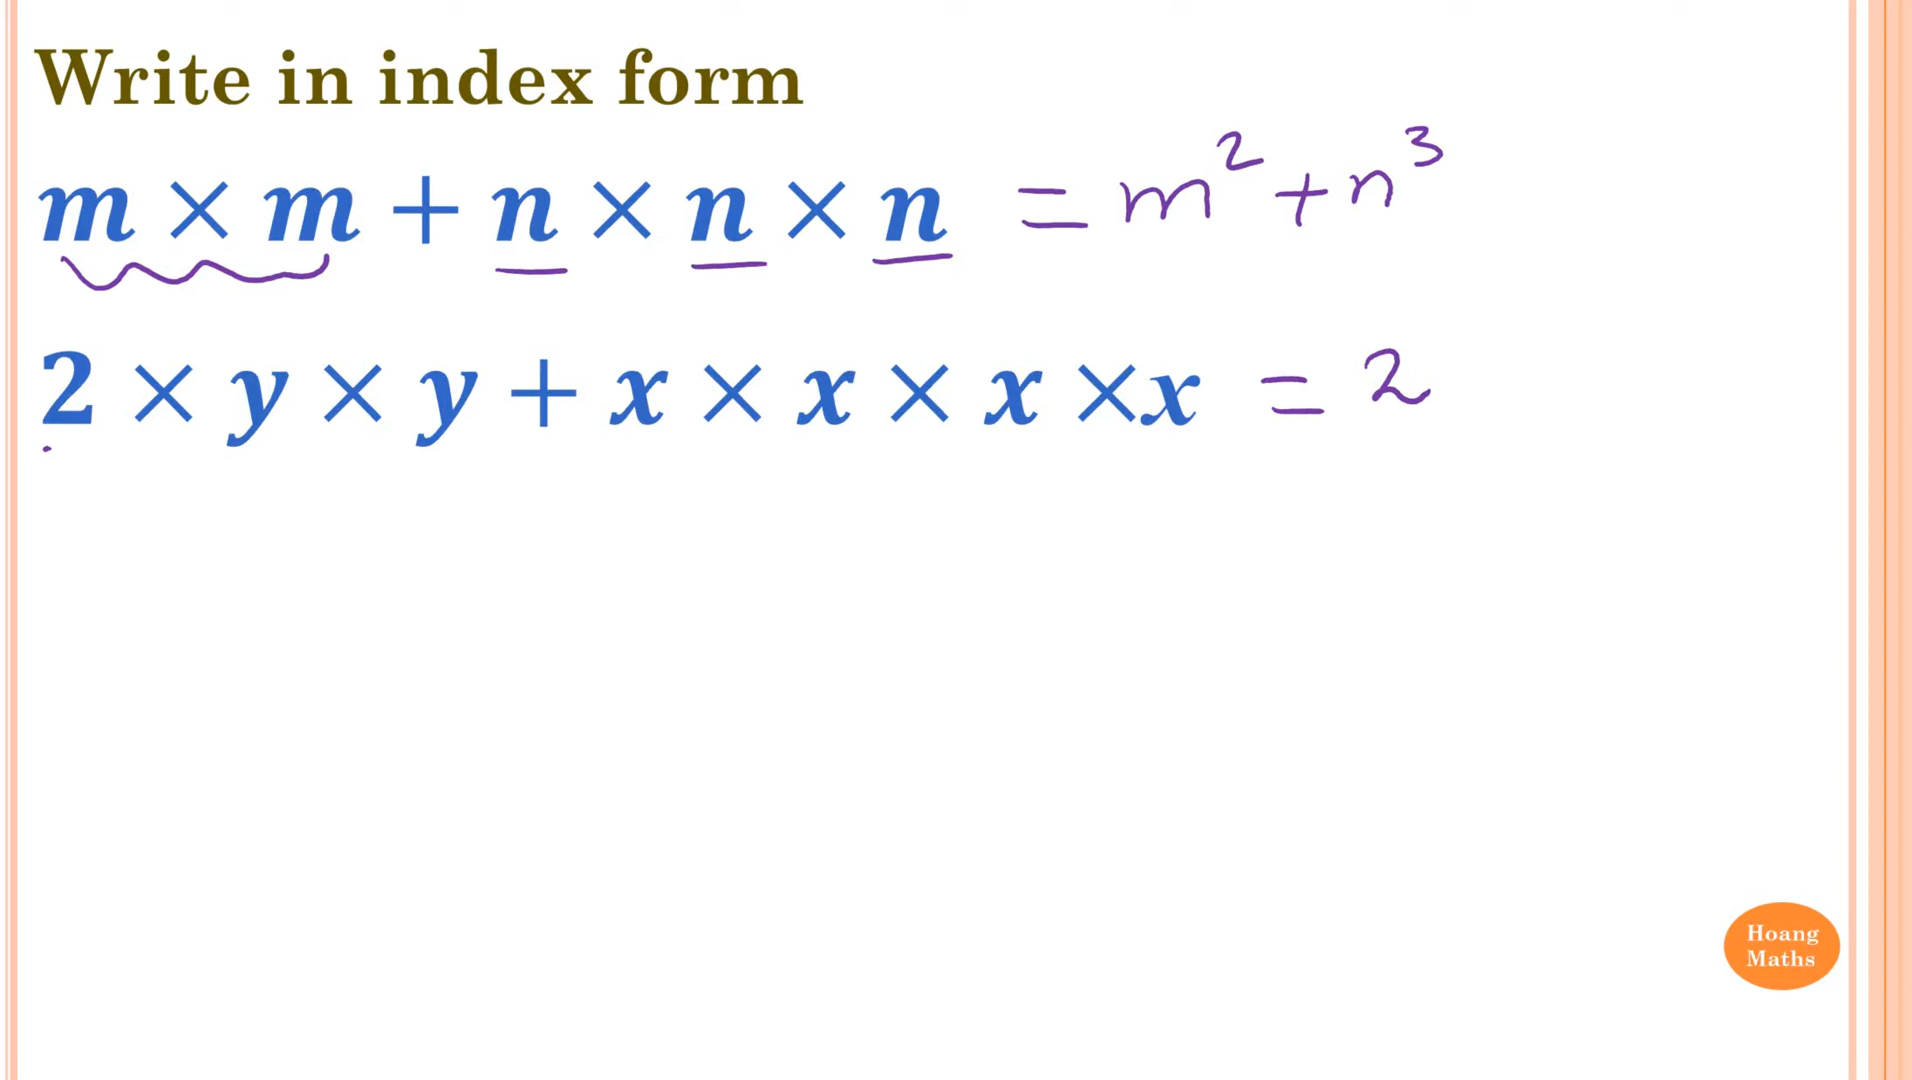 Write in index form
m × m + n × n × n = m² + n³
2 × y × y + x × x × x × x = 2
Hoang
Maths